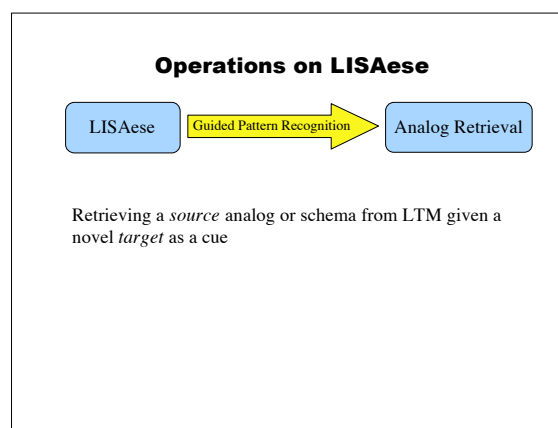 Operations on LISAese
LISAese Guided Pattern Recognition Analog Retrieval
Retrieving a source analog or schema from LTM given a
novel target as a cue